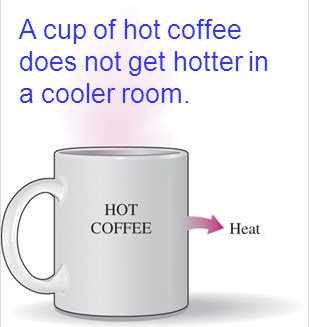 A cup of hot coffee
does not get hotter in
a cooler room.
HOT
COFFEE
Heat